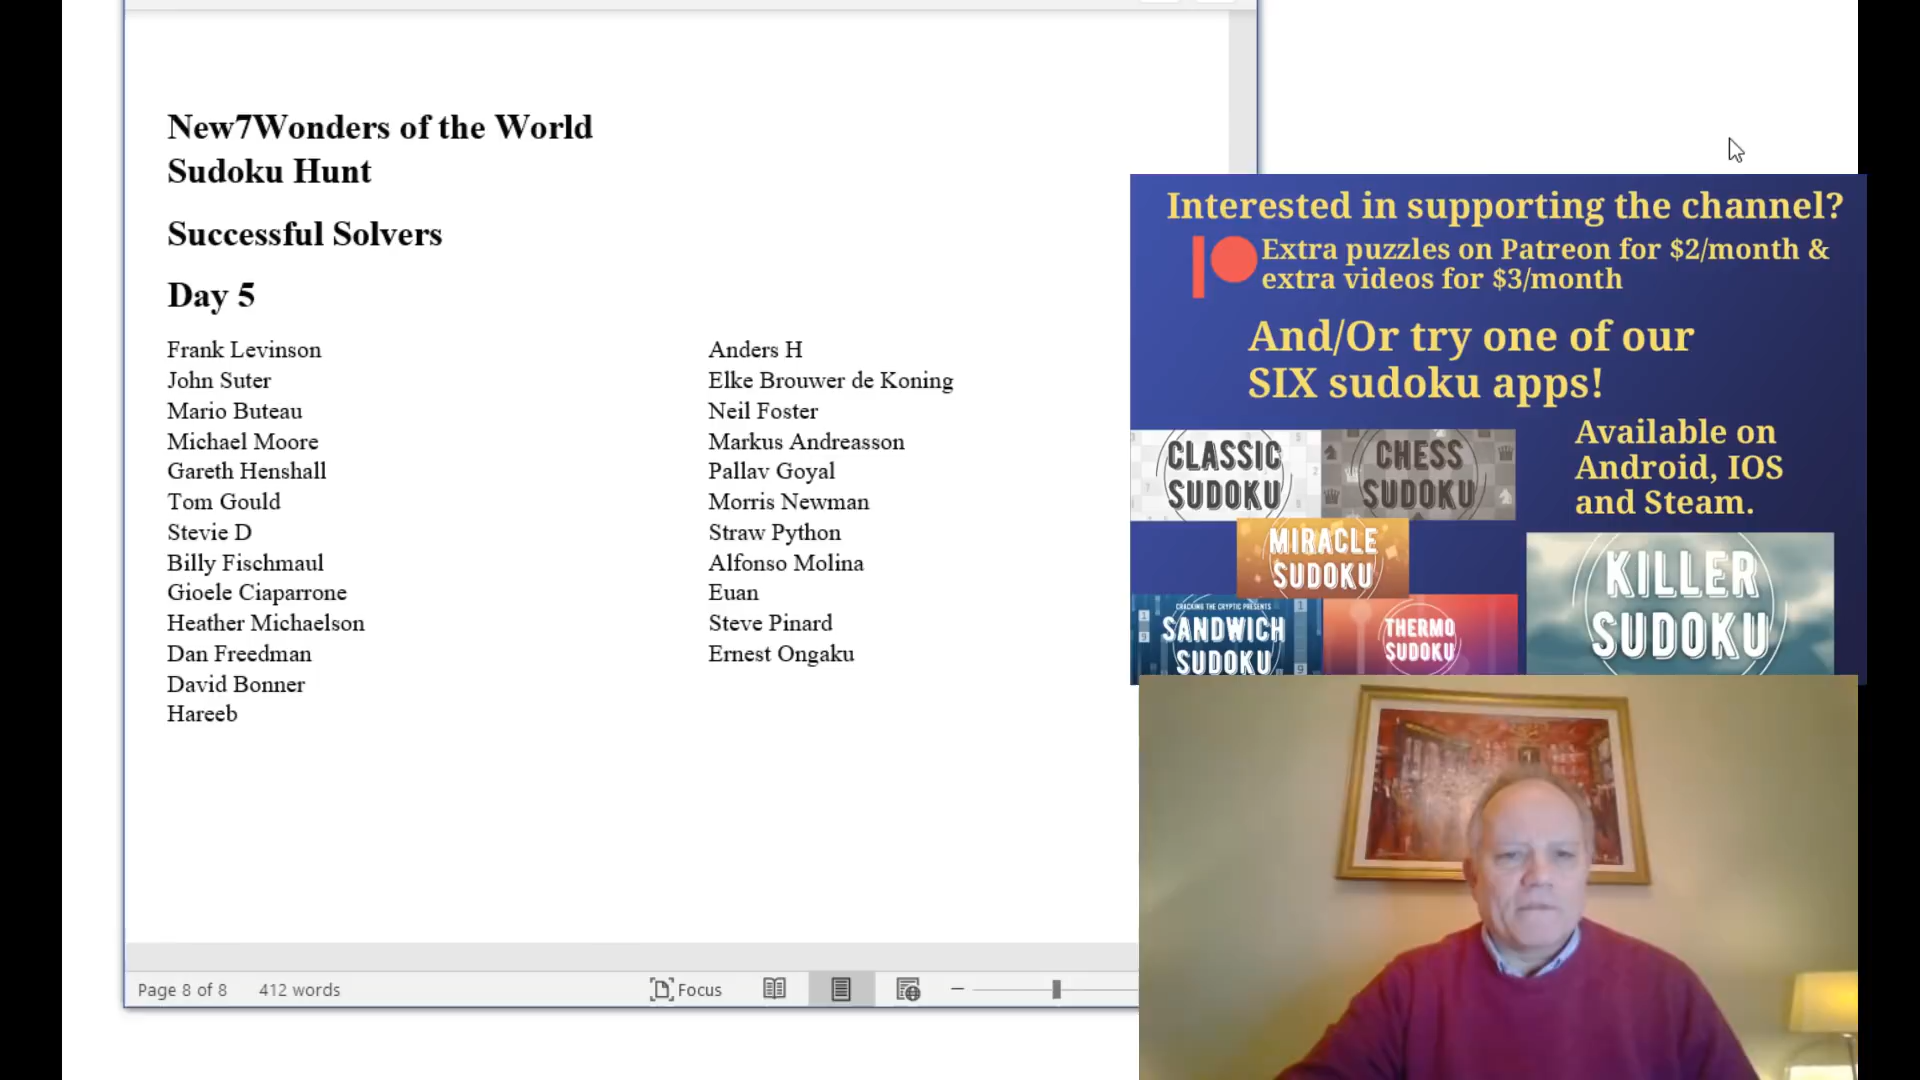 New7Wonders of the World
Sudoku Hunt
Successful Solvers
Day 5
Frank Levinson
John Suter
Mario Buteau
Michael Moore
Gareth Henshall
Tom Gould
Stevie D
Billy Fischmaul
Gioele Ciaparrone
Heather Michaelson
Dan Freedman
David Bonner
Hareeb
Anders H
Elke Brouwer de Koning
Neil Foster
Markus Andreasson
Pallav Goyal
Morris Newman
Straw Python
Alfonso Molina
Euan
Steve Pinard
Ernest Ongaku
Page 8 of 8
412 words
Focus
Interested in supporting the channel?
Extra puzzles on Patreon for $2/month &
extra videos for $3/month
And/Or try one of our
SIX sudoku apps!
Available on
Android, IOS
and Steam.
CLASSIC
SUDOKU
CHESS
SUDOKU
MIRACLE
SUDOKU
CRACKING THE CRYPTIC PRESENTS
SANDWICH
SUDOKU
THERMO
SUDOKU
KILLER
SUDOKU